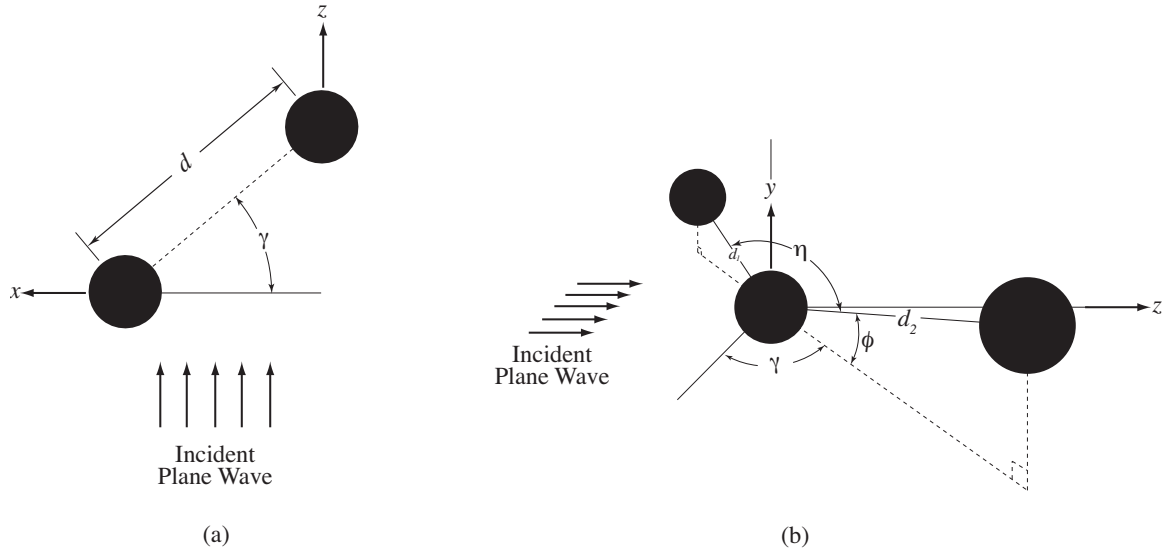 z
d
γ
x
Incident
Plane Wave
(a)
y
d₁
η
z
d₂
ϕ
γ
Incident
Plane Wave
(b)